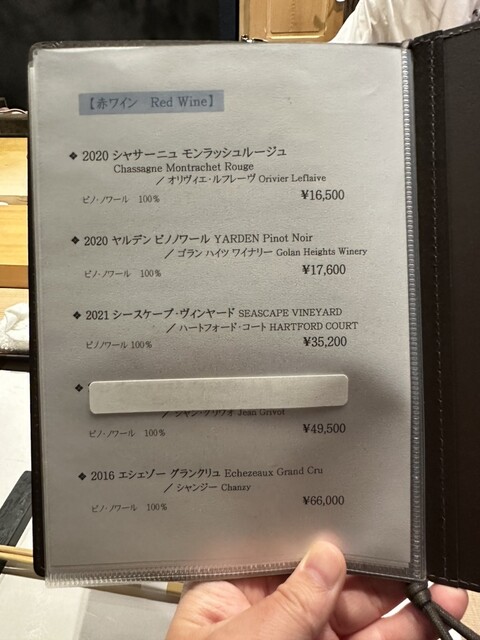 【赤ワイン Red Wine】
❖ 2020 シャサーニュ モンラッシュルージュ
Chassagne Montrachet Rouge
／オリヴィエ・ルフレーヴ Orivier Leflaive
ピノ・ノワール 100% ¥16,500
❖ 2020 ヤルデン ピノノワール YARDEN Pinot Noir
／ゴラン ハイツ ワイナリー Golan Heights Winery
ピノ・ノワール 100% ¥17,600
❖ 2021 シースケープ・ヴィンヤード SEASCAPE VINEYARD
／ハートフォード・コート HARTFORD COURT
ピノノワール 100% ¥35,200
❖
／ジャン・グリヴォ Jean Grivot
ピノ・ノワール 100% ¥49,500
❖ 2016 エシェゾー グランクリュ Echezeaux Grand Cru
／シャンジー Chanzy
ピノ・ノワール 100% ¥66,000